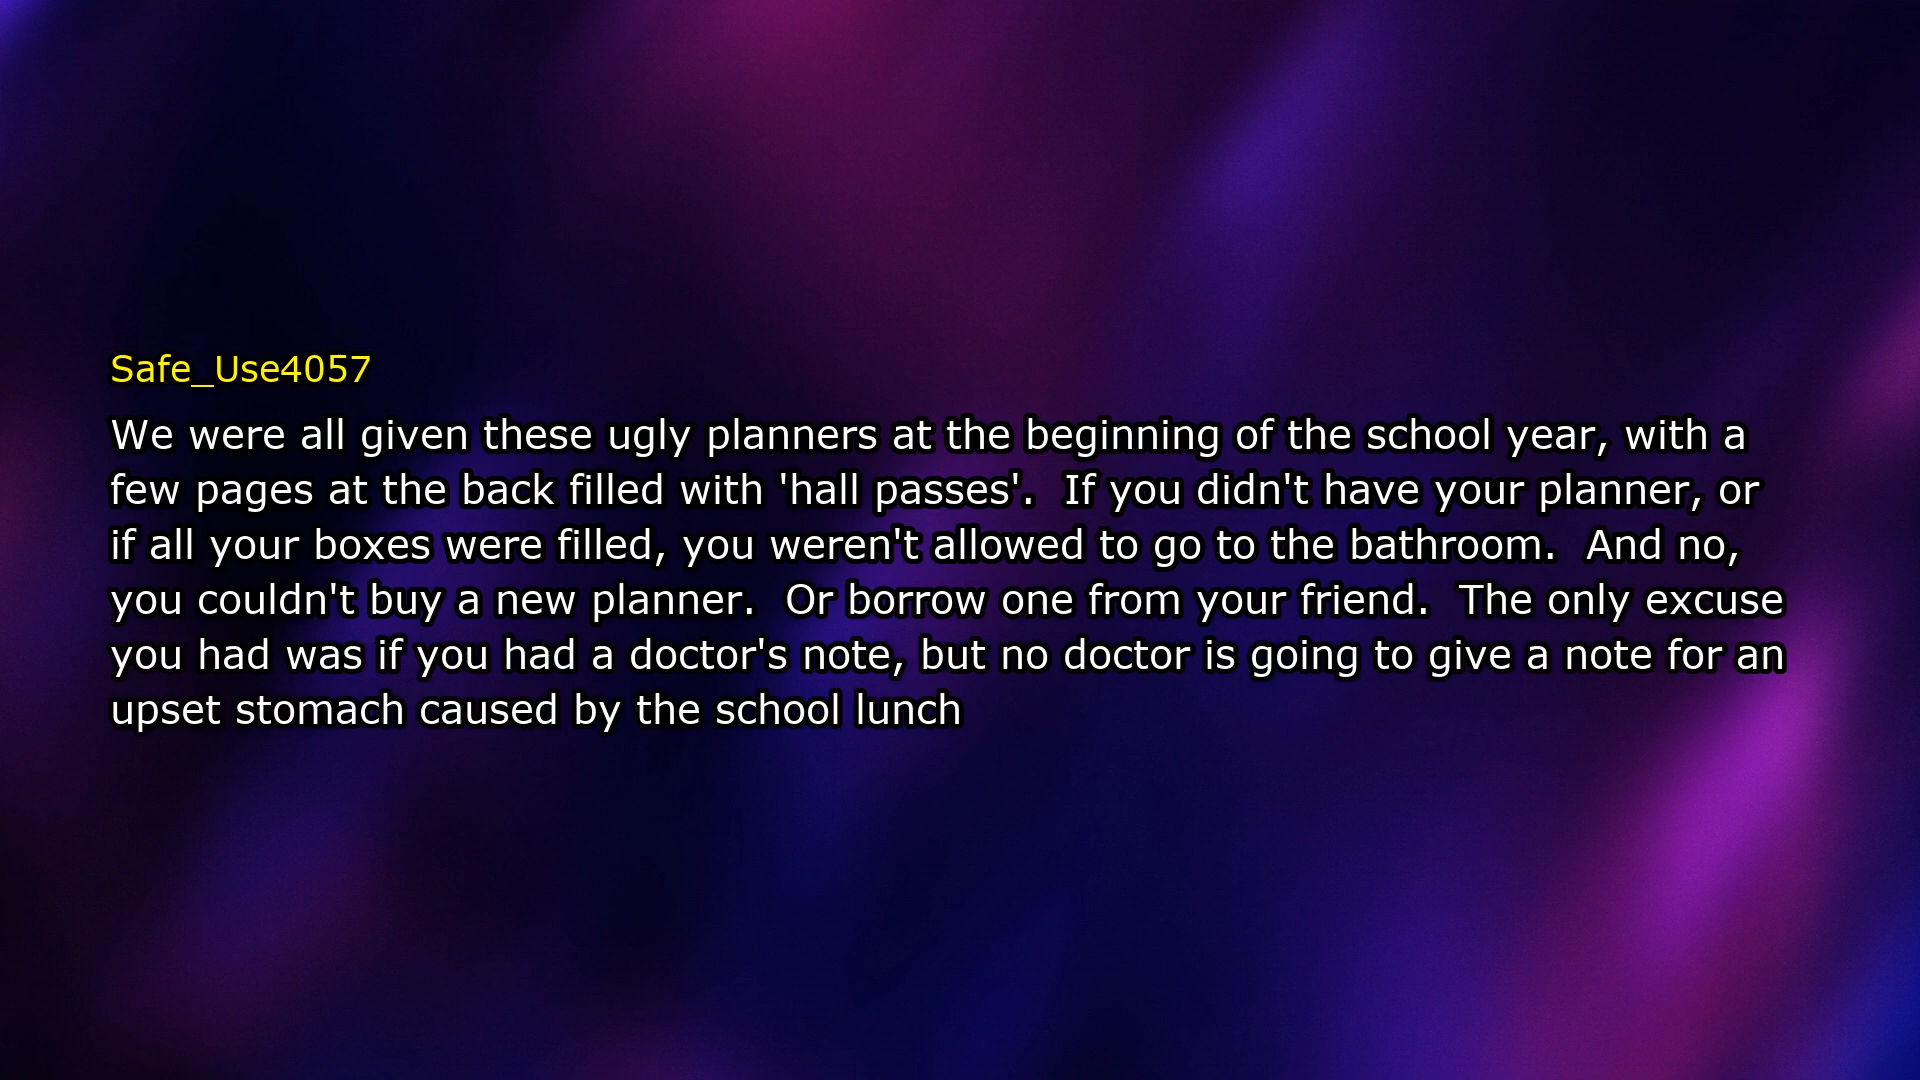 Safe_Use4057
We were all given these ugly planners at the beginning of the school year, with a
few pages at the back filled with 'hall passes'.  If you didn't have your planner, or
if all your boxes were filled, you weren't allowed to go to the bathroom.  And no,
you couldn't buy a new planner.  Or borrow one from your friend.  The only excuse
you had was if you had a doctor's note, but no doctor is going to give a note for an
upset stomach caused by the school lunch